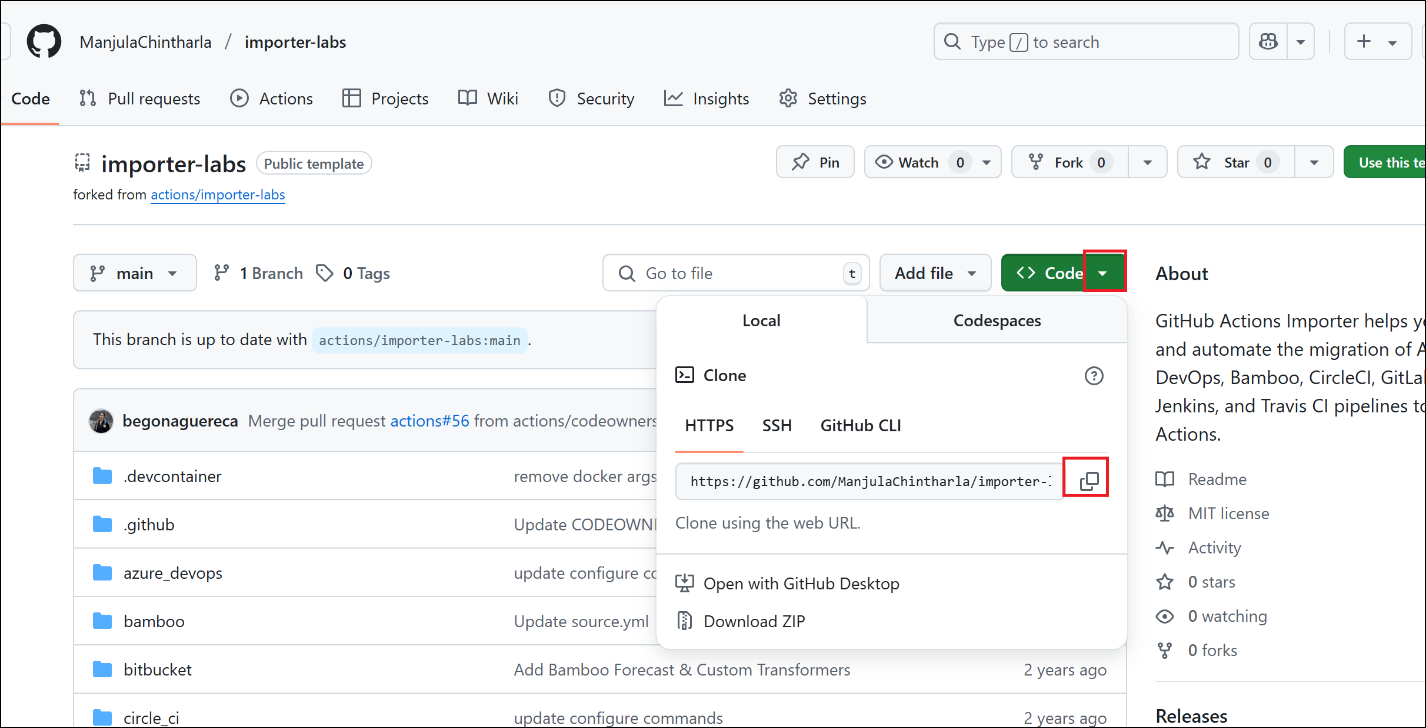 ManjulaChintharla / importer-labs
Type / to search
Code Pull requests Actions Projects Wiki Security Insights Settings
importer-labs Public template
Pin Watch 0 Fork 0 Star 0 Use this te
forked from actions/importer-labs
main 1 Branch 0 Tags Go to file t Add file Code
This branch is up to date with actions/importer-labs:main .
begonaguereca Merge pull request actions#56 from actions/codeowners
.devcontainer remove docker args
.github Update CODEOWNE
azure_devops update configure co
bamboo Update source.yml
bitbucket Add Bamboo Forecast & Custom Transformers 2 years ago
circle_ci update configure commands 2 years ago
Local Codespaces
Clone
HTTPS SSH GitHub CLI
https://github.com/ManjulaChintharla/importer-l
Clone using the web URL.
Open with GitHub Desktop
Download ZIP
About
GitHub Actions Importer helps yo
and automate the migration of A
DevOps, Bamboo, CircleCI, GitLab
Jenkins, and Travis CI pipelines to
Actions.
Readme
MIT license
Activity
0 stars
0 watching
0 forks
Releases